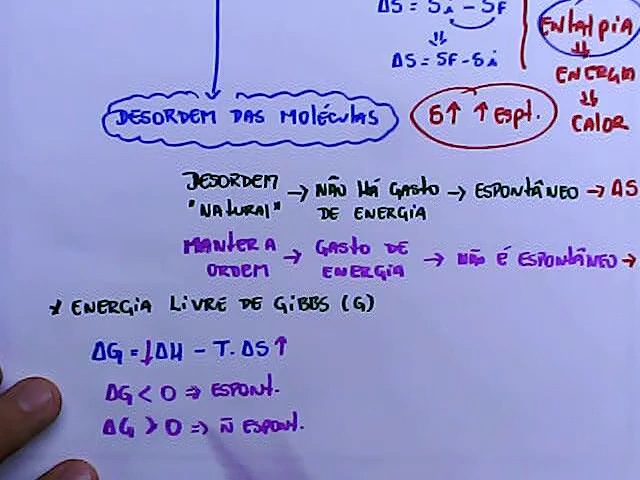 ΔS = Si - SF
⇓
ΔS = SF - Si
ENTALPIA
⇓
ENERGIA
⇓
CALOR
DESORDEM DAS MOLÉCULAS
↑ ↑ ESPT.
DESORDEM "NATURAL" → NÃO HÁ GASTO DE ENERGIA → ESPONTÂNEO → ΔS
MANTER A ORDEM → GASTO DE ENERGIA → NÃO É ESPONTÂNEO →
* ENERGIA LIVRE DE GIBBS (G)
ΔG = ↓ΔH - T.ΔS↑
ΔG < 0 ⇒ ESPONT.
ΔG > 0 ⇒ Ñ ESPONT.